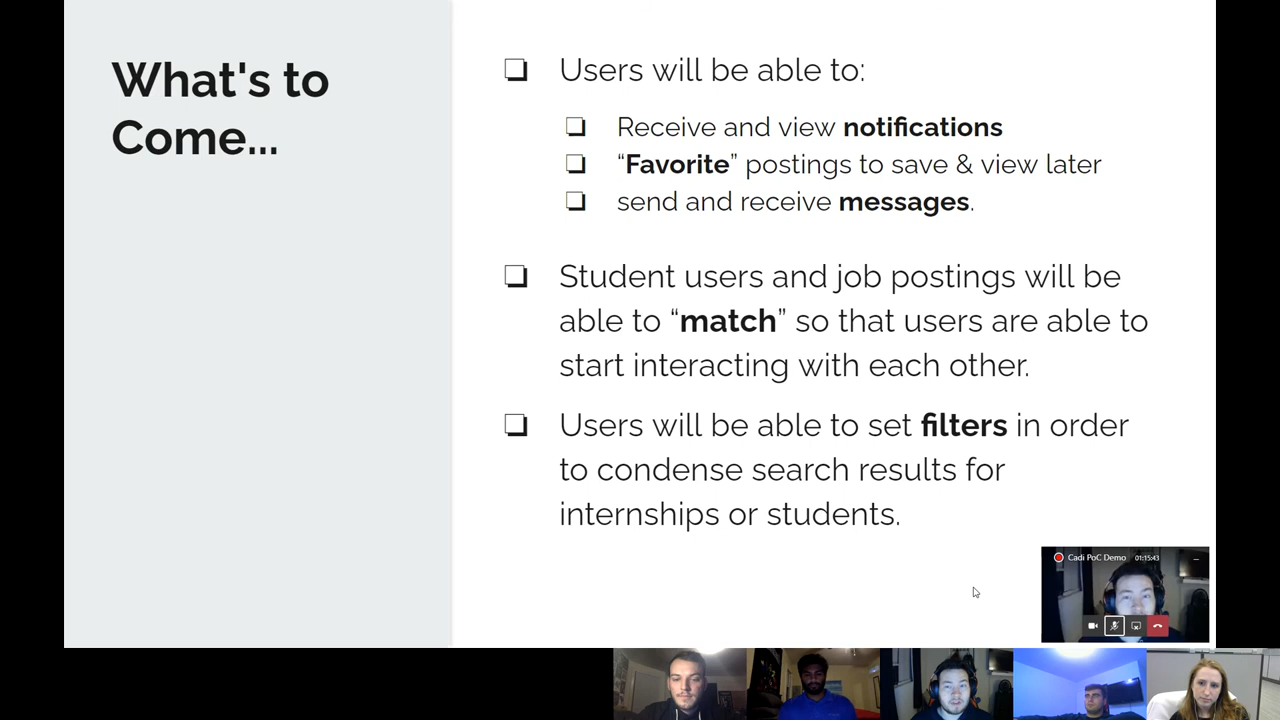 What's to
Come...
❏ Users will be able to:
❏ Receive and view notifications
❏ “Favorite” postings to save & view later
❏ send and receive messages.
❏ Student users and job postings will be
able to “match” so that users are able to
start interacting with each other.
❏ Users will be able to set filters in order
to condense search results for
internships or students.
Cadi PoC Demo 01:15:43